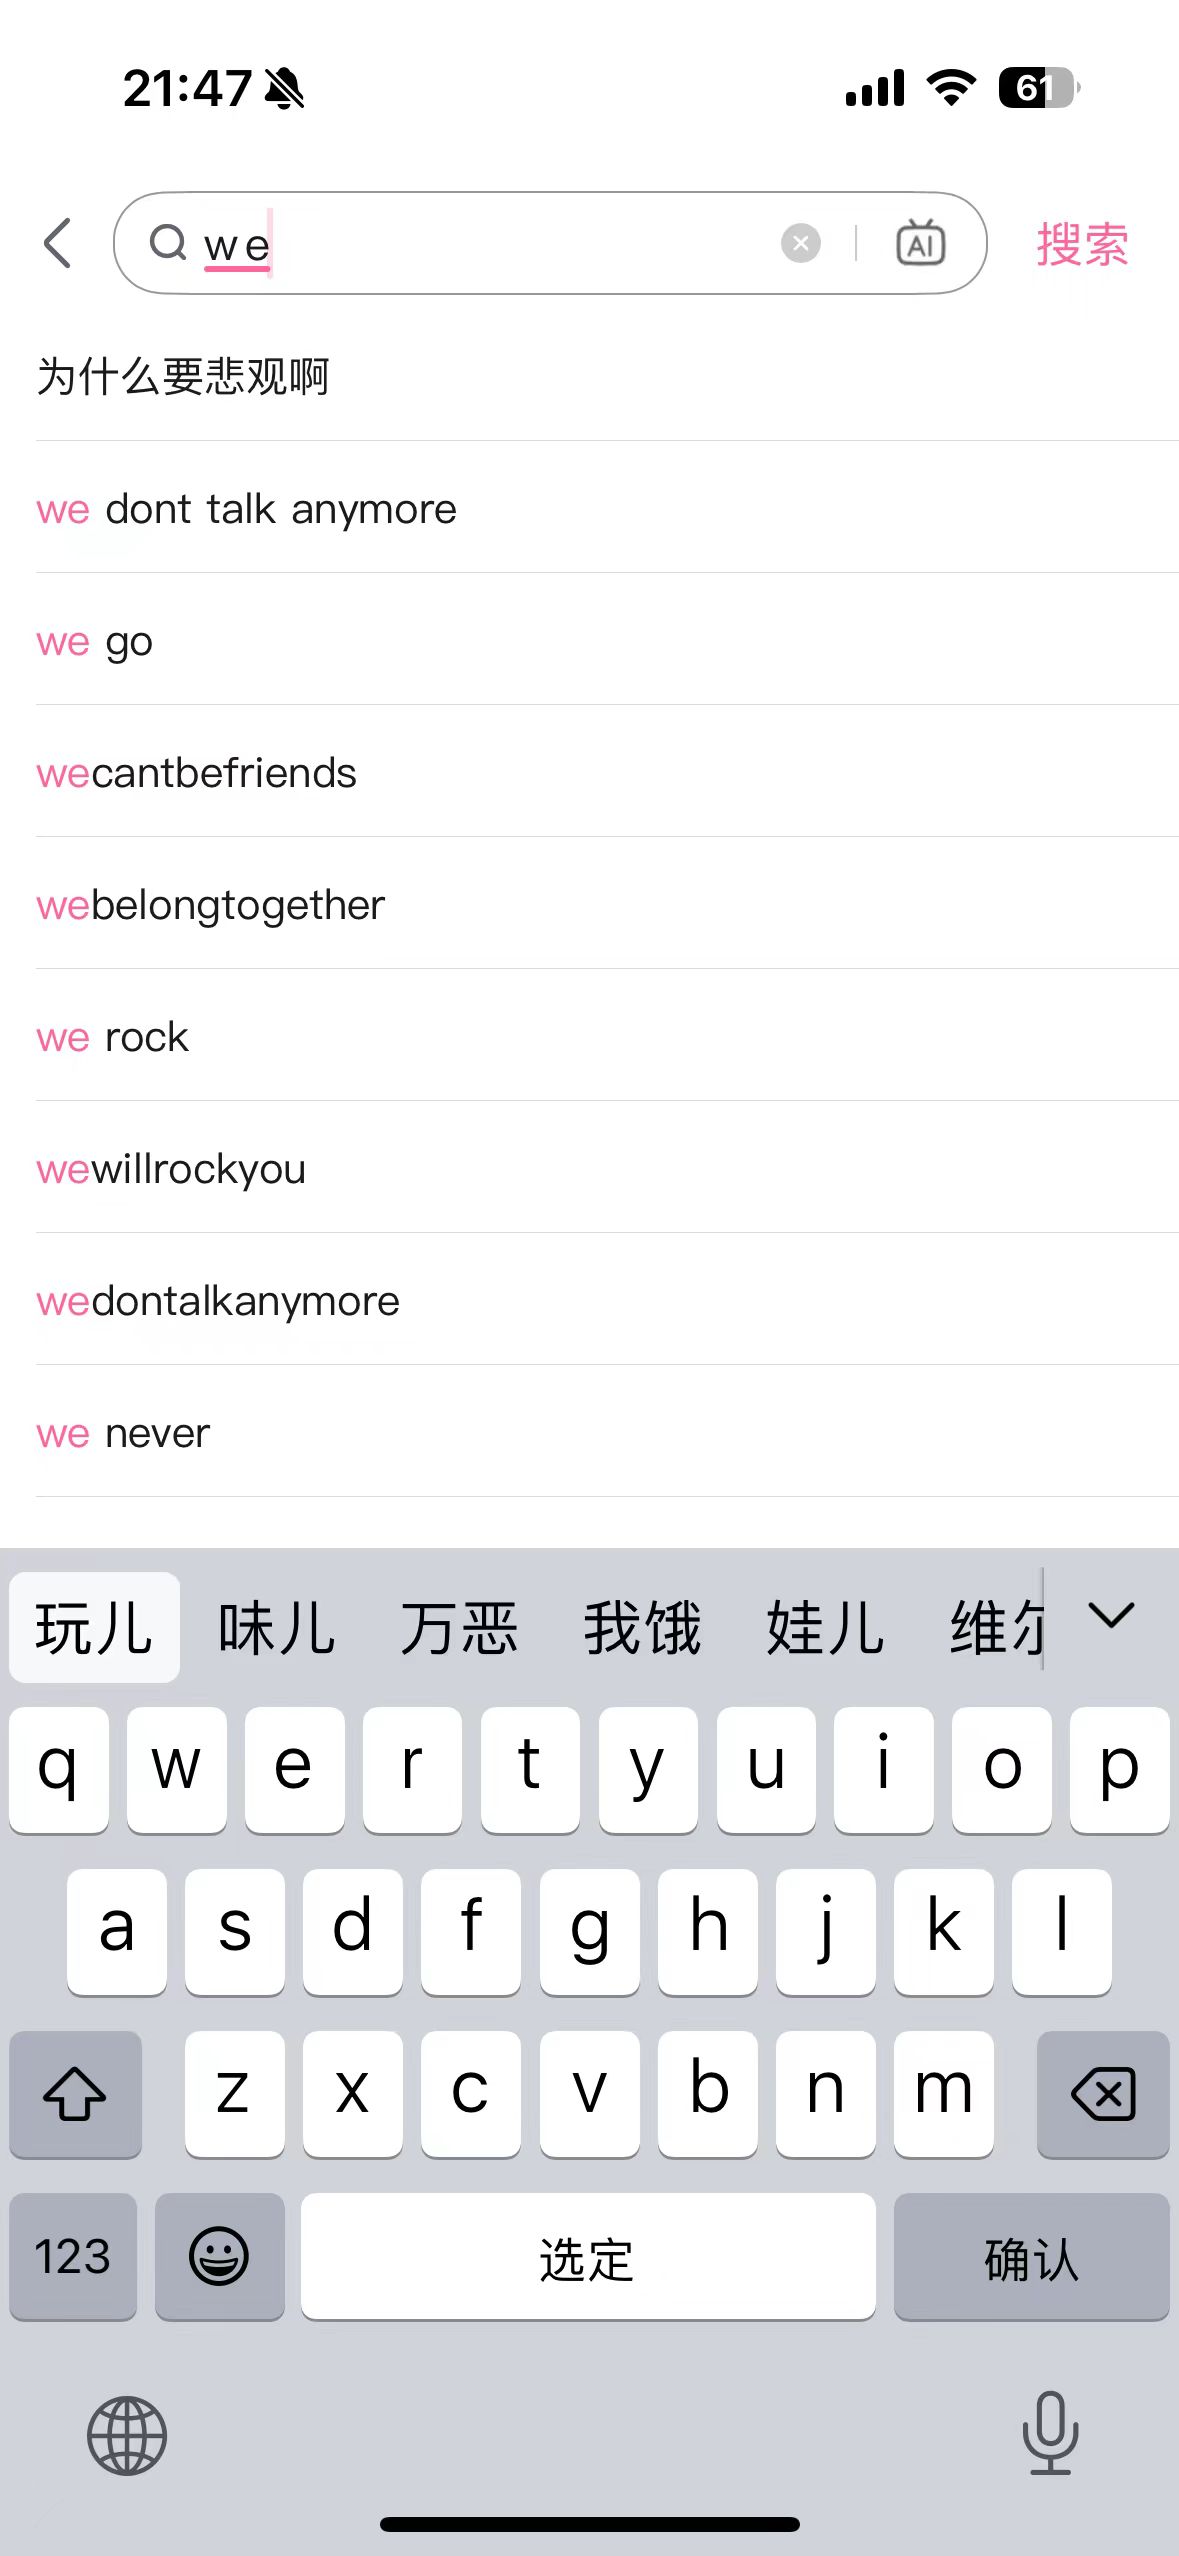 21:47 61
we AI 搜索
为什么要悲观啊
we dont talk anymore
we go
wecantbefriends
webelongtogether
we rock
wewillrockyou
wedontalkanymore
we never
玩儿 味儿 万恶 我饿 娃儿 维尔
q w e r t y u i o p
a s d f g h j k l
z x c v b n m
123 选定 确认